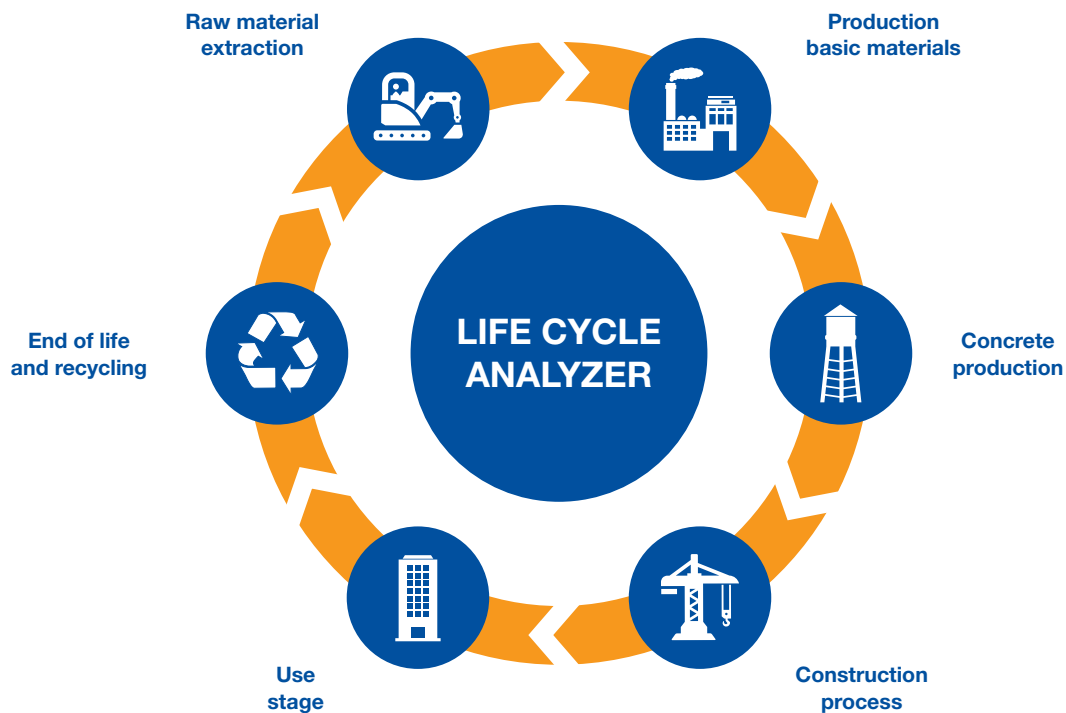 Raw material
extraction
Production
basic materials
LIFE CYCLE
ANALYZER
End of life
and recycling
Concrete
production
Use
stage
Construction
process